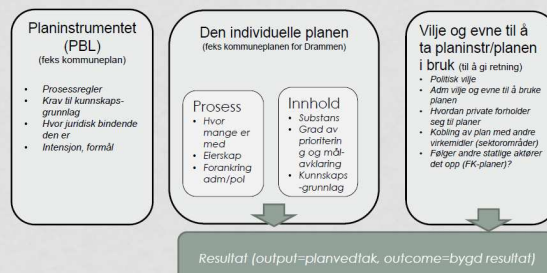 Planinstrumentet
(PBL)
(feks kommuneplan)
• Prosessregler
• Krav til kunnskaps-
grunnlag
• Hvor juridisk bindende
den er
• Intensjon, formål
Den individuelle planen
(feks kommuneplanen for Drammen)
Prosess
• Hvor
mange er
med
• Eierskap
• Forankring
adm/pol
Innhold
• Substans
• Grad av
prioriterin
g og mål-
avklaring
• Kunnskaps
-grunnlag
Vilje og evne til å
ta planinstr/planen
i bruk (til å gi retning)
• Politisk vilje
• Adm vilje og evne til å bruke
planen
• Hvordan private forholder
seg til planer
• Kobling av plan med andre
virkemidler (sektorområder)
• Følger andre statlige aktører
det opp (FK-planer)?
Resultat (output=planvedtak, outcome=bygd resultat)